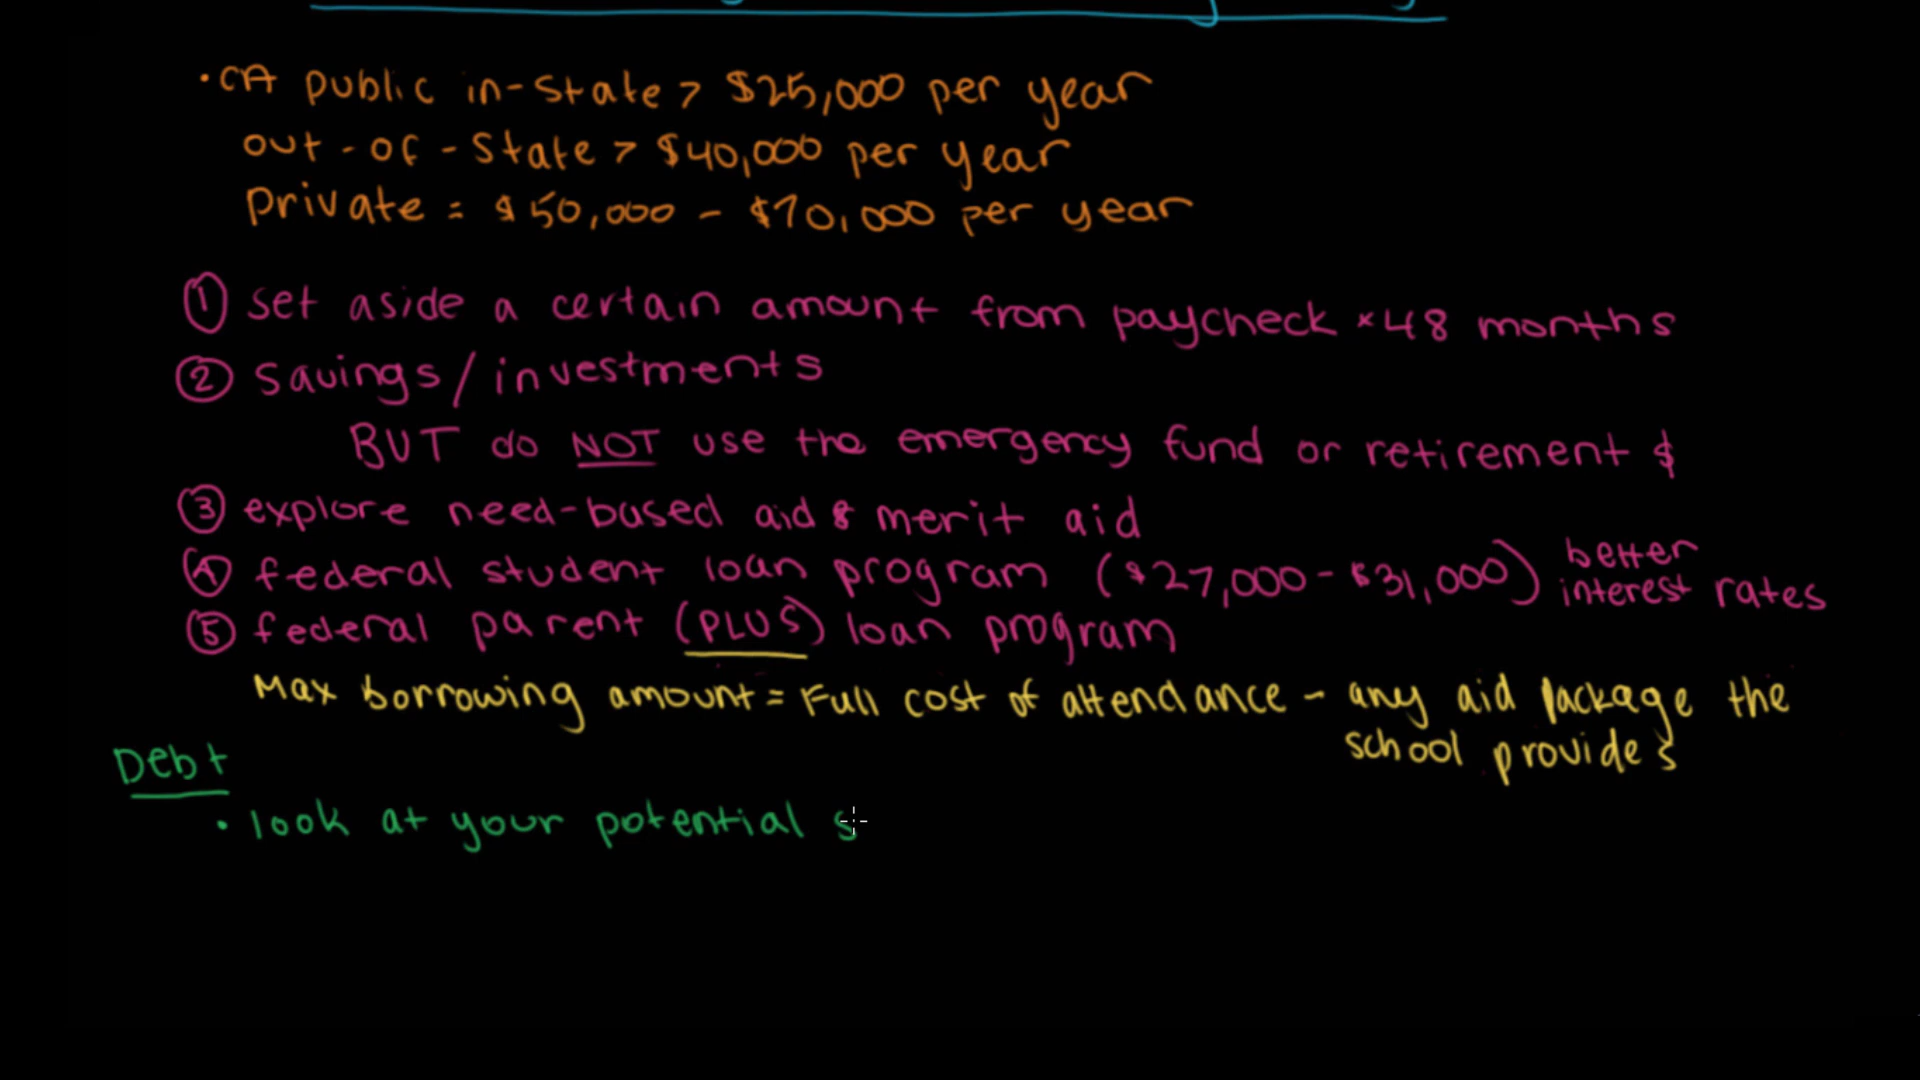 • CA public in-state > $25,000 per year
out-of-state > $40,000 per year
private = $50,000 - $70,000 per year
① set aside a certain amount from paycheck × 48 months
② savings/investments
BUT do NOT use the emergency fund or retirement $
③ explore need-based aid & merit aid
④ federal student loan program ($27,000 - $31,000) better
interest rates
⑤ federal parent (PLUS) loan program
Max borrowing amount = Full cost of attendance - any aid package the
school provides
Debt
• look at your potential s